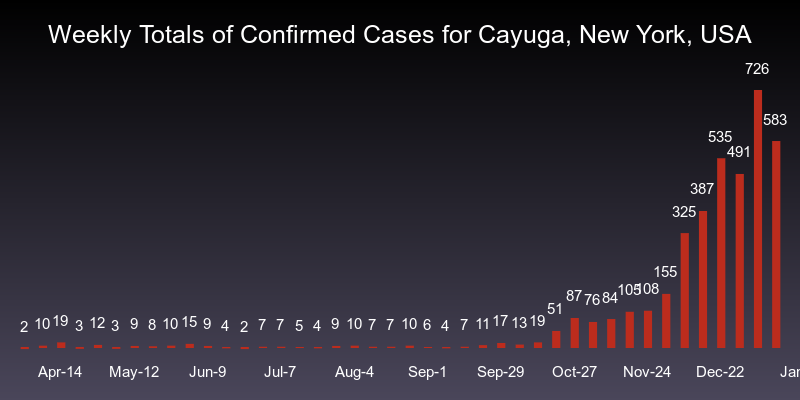 Weekly Totals of Confirmed Cases for Cayuga, New York, USA
2 10 19 3 12 3 9 8 10 15 9 4 2 7 7 5 4 9 10 7 7 10 6 4 7 11 17 13 19 51 87 76 84 105 108 155 325 387 535 491 726 583
Apr-14 May-12 Jun-9 Jul-7 Aug-4 Sep-1 Sep-29 Oct-27 Nov-24 Dec-22 Jan